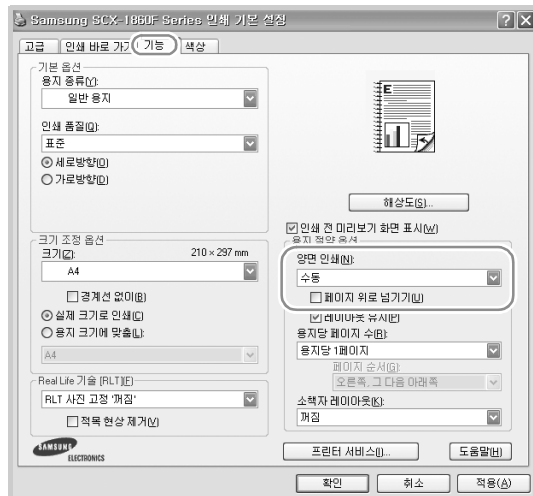 Samsung SCX-1860F Series 인쇄 기본 설정
고급 인쇄 바로 가기 기능 색상
기본 옵션
용지 종류(Y):
일반 용지
인쇄 품질(Q):
표준
세로방향(O)
가로방향(D)
E
해상도(S)...
인쇄 전 미리보기 화면 표시(W)
크기 조정 옵션
크기(Z): 210 × 297 mm
A4
경계선 없이(B)
실제 크기로 인쇄(C)
용지 크기에 맞춤(L):
A4
Real Life 기술 [RLT](F)
RLT 사진 고정 '꺼짐'
적목 현상 제거(V)
용지 절약 옵션
양면 인쇄(N):
수동
페이지 위로 넘기기(U)
레이아웃 유지(P)
용지당 페이지 수(R):
용지당 1페이지
페이지 순서(G):
오른쪽, 그 다음 아래쪽
소책자 레이아웃(K):
꺼짐
SAMSUNG
ELECTRONICS
프린터 서비스(I)... 도움말(H)
확인 취소 적용(A)